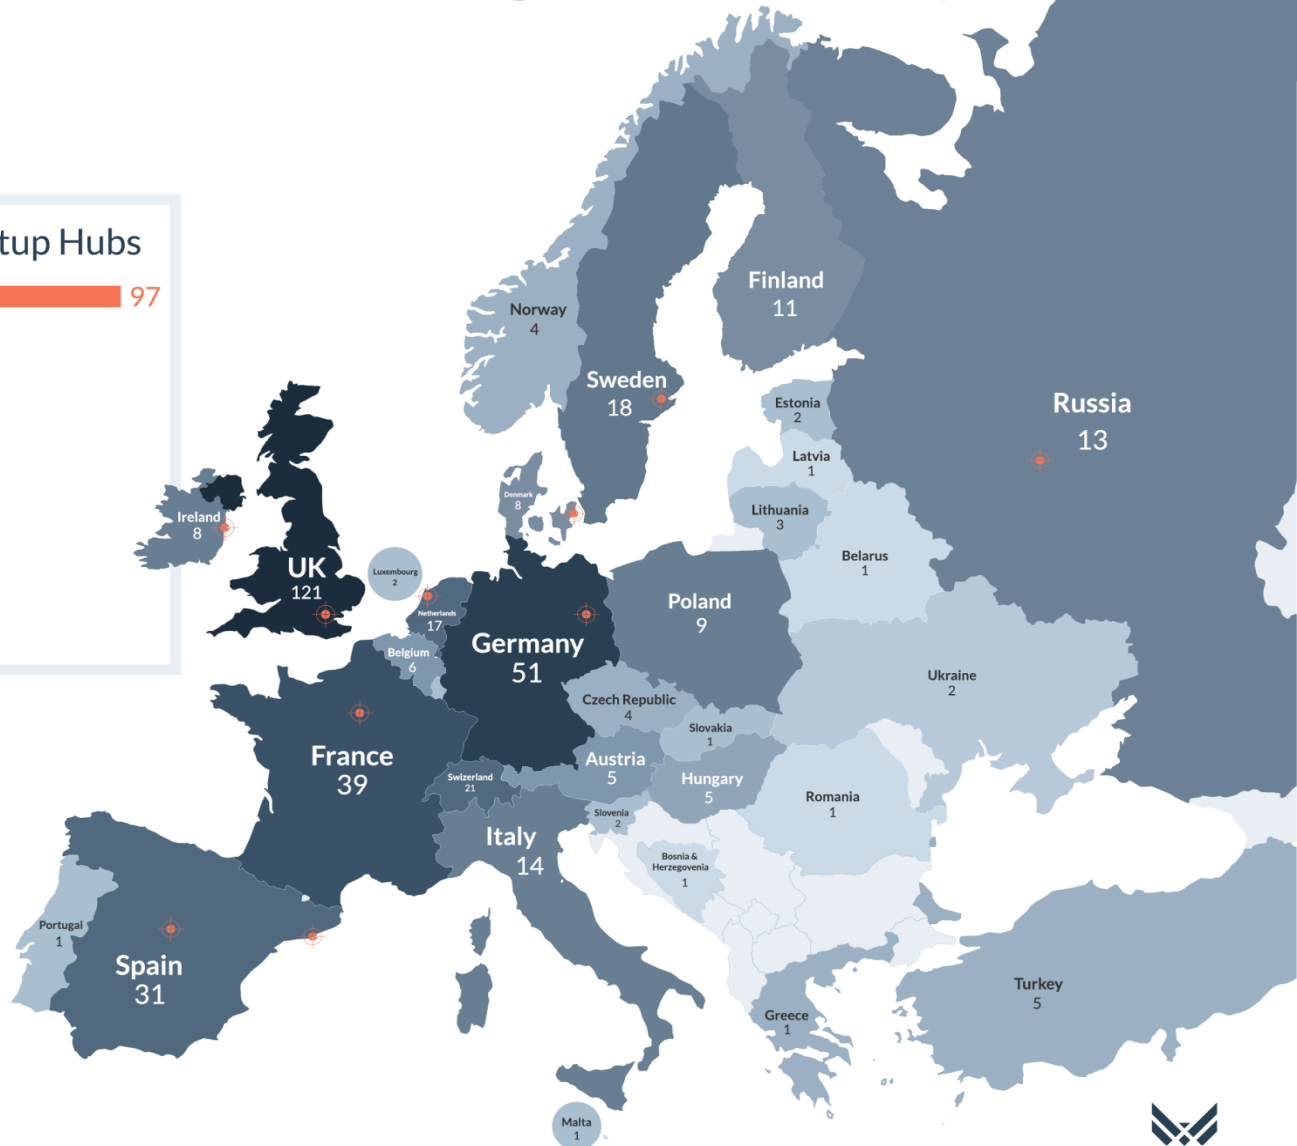 tup Hubs
97
Norway
4
Finland
11
Sweden
18
Estonia
2
Russia
13
Latvia
1
Denmark
8
Lithuania
3
Ireland
8
Belarus
1
UK
121
Luxembourg
2
Netherlands
17
Poland
9
Germany
51
Belgium
6
Ukraine
2
Czech Republic
4
Slovakia
1
France
39
Swizerland
21
Austria
5
Hungary
5
Romania
1
Slovenia
2
Italy
14
Bosnia &
Herzegovenia
1
Portugal
1
Spain
31
Turkey
5
Greece
1
Malta
1